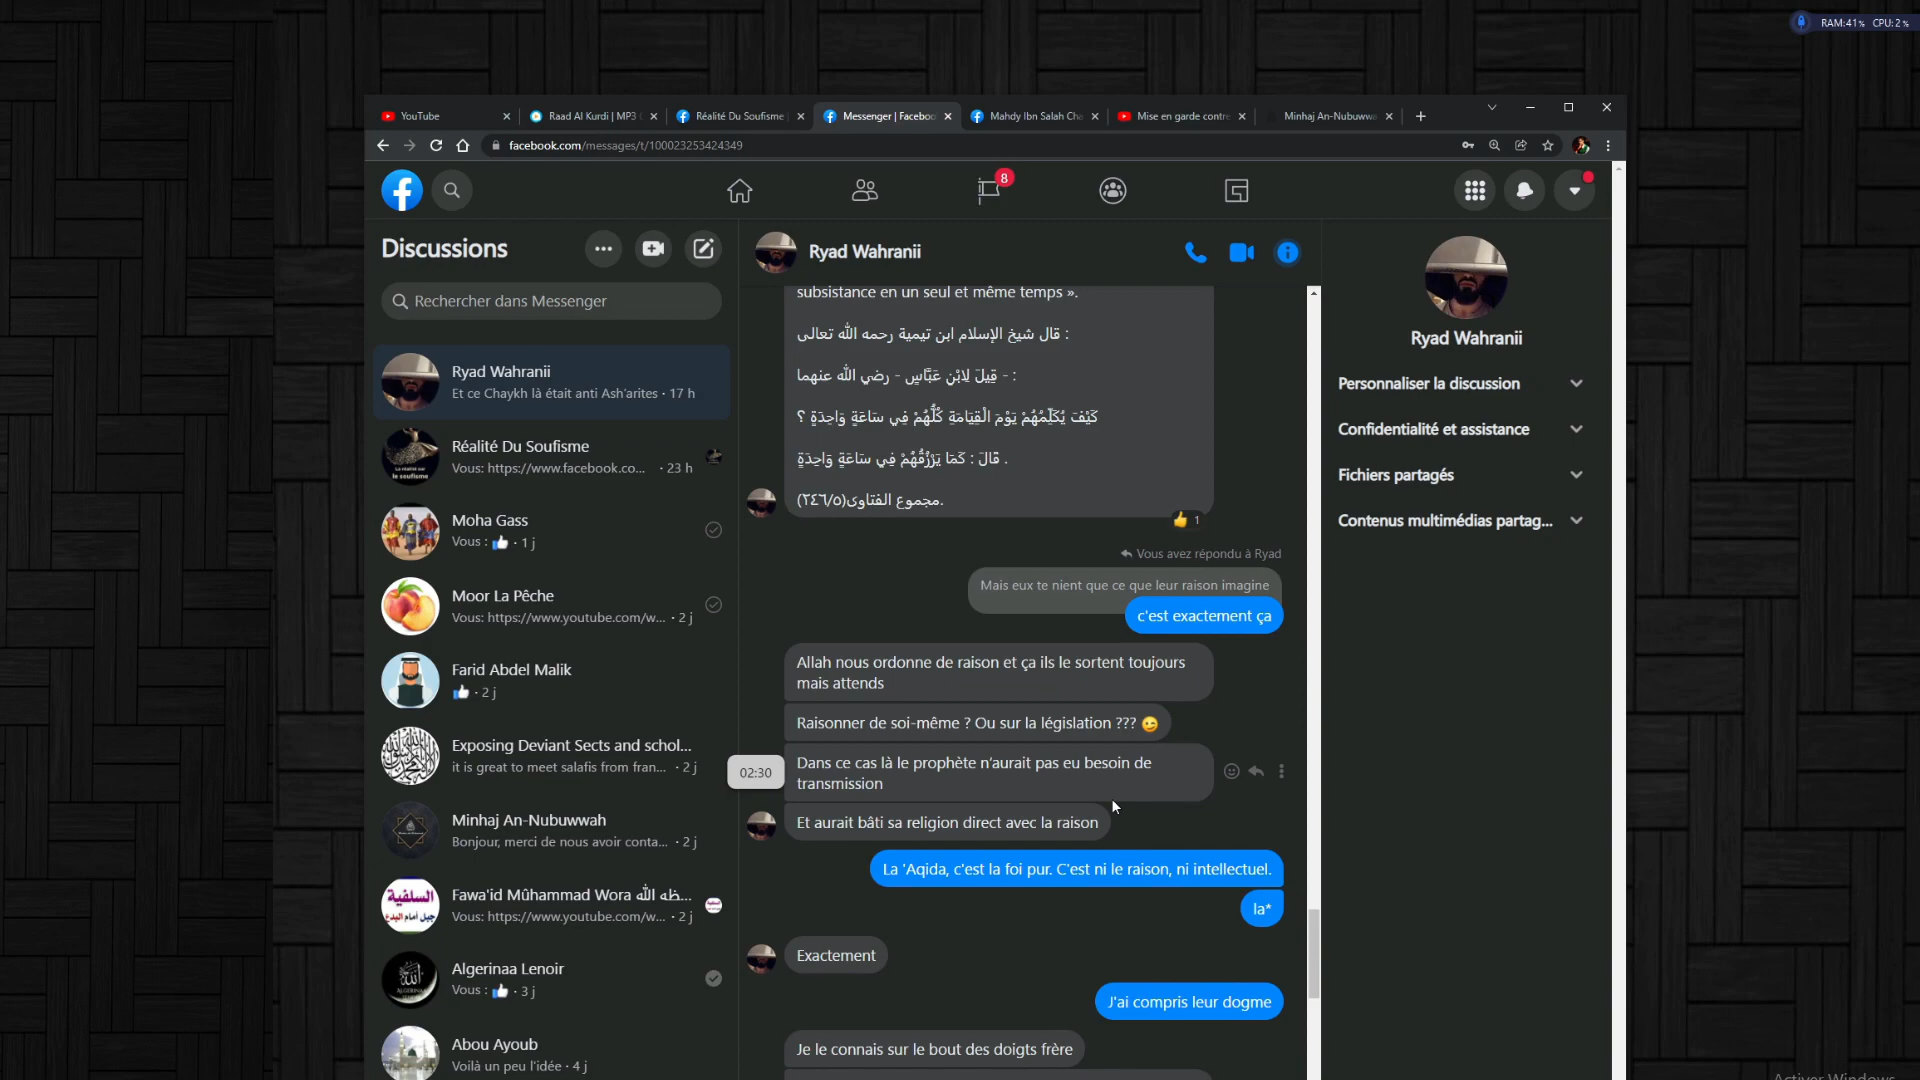 RAM:41% CPU:2%
YouTube
Raad Al Kurdi | MP3
Réalité Du Soufisme
Messenger | Faceboo
Mahdy Ibn Salah Cha
Mise en garde contre
Minhaj An-Nubuwwa
facebook.com/messages/t/100023253424349
8
Discussions
Rechercher dans Messenger
Ryad Wahranii
Et ce Chaykh là était anti Ash'arites · 17 h
Réalité Du Soufisme
Vous: https://www.facebook.co... · 23 h
Moha Gass
Vous : 👍 · 1 j
Moor La Pêche
Vous: https://www.youtube.com/w... · 2 j
Farid Abdel Malik
👍 · 2 j
Exposing Deviant Sects and schol...
it is great to meet salafis from fran... · 2 j
Minhaj An-Nubuwwah
Bonjour, merci de nous avoir conta... · 2 j
Fawa'id Mûhammad Wora حفظه الله...
Vous: https://www.youtube.com/w... · 2 j
السلفية
Algerinaa Lenoir
Vous : 👍 · 3 j
Abou Ayoub
Voilà un peu l'idée · 4 j
Ryad Wahranii
subsistance en un seul et même temps ».
قال شيخ الإسلام ابن تيمية رحمه الله تعالى :
- قِيلَ لِابْنِ عَبَّاسٍ - رضي الله عنهما :
كَيْفَ يُكَلِّمُهُمْ يَوْمَ الْقِيَامَةِ كُلَّهُمْ فِي سَاعَةٍ وَاحِدَةٍ ؟
قَالَ : كَمَا يَرْزُقُهُمْ فِي سَاعَةٍ وَاحِدَةٍ .
مجموع الفتاوى(٢٤٦/٥).
👍 1
Vous avez répondu à Ryad
Mais eux te nient que ce que leur raison imagine
c'est exactement ça
Allah nous ordonne de raison et ça ils le sortent toujours
mais attends
Raisonner de soi-même ? Ou sur la législation ??? 😉
02:30
Dans ce cas là le prophète n'aurait pas eu besoin de
transmission
Et aurait bâti sa religion direct avec la raison
La 'Aqida, c'est la foi pur. C'est ni le raison, ni intellectuel.
la*
Exactement
J'ai compris leur dogme
Je le connais sur le bout des doigts frère
Ryad Wahranii
Personnaliser la discussion
Confidentialité et assistance
Fichiers partagés
Contenus multimédias partag...